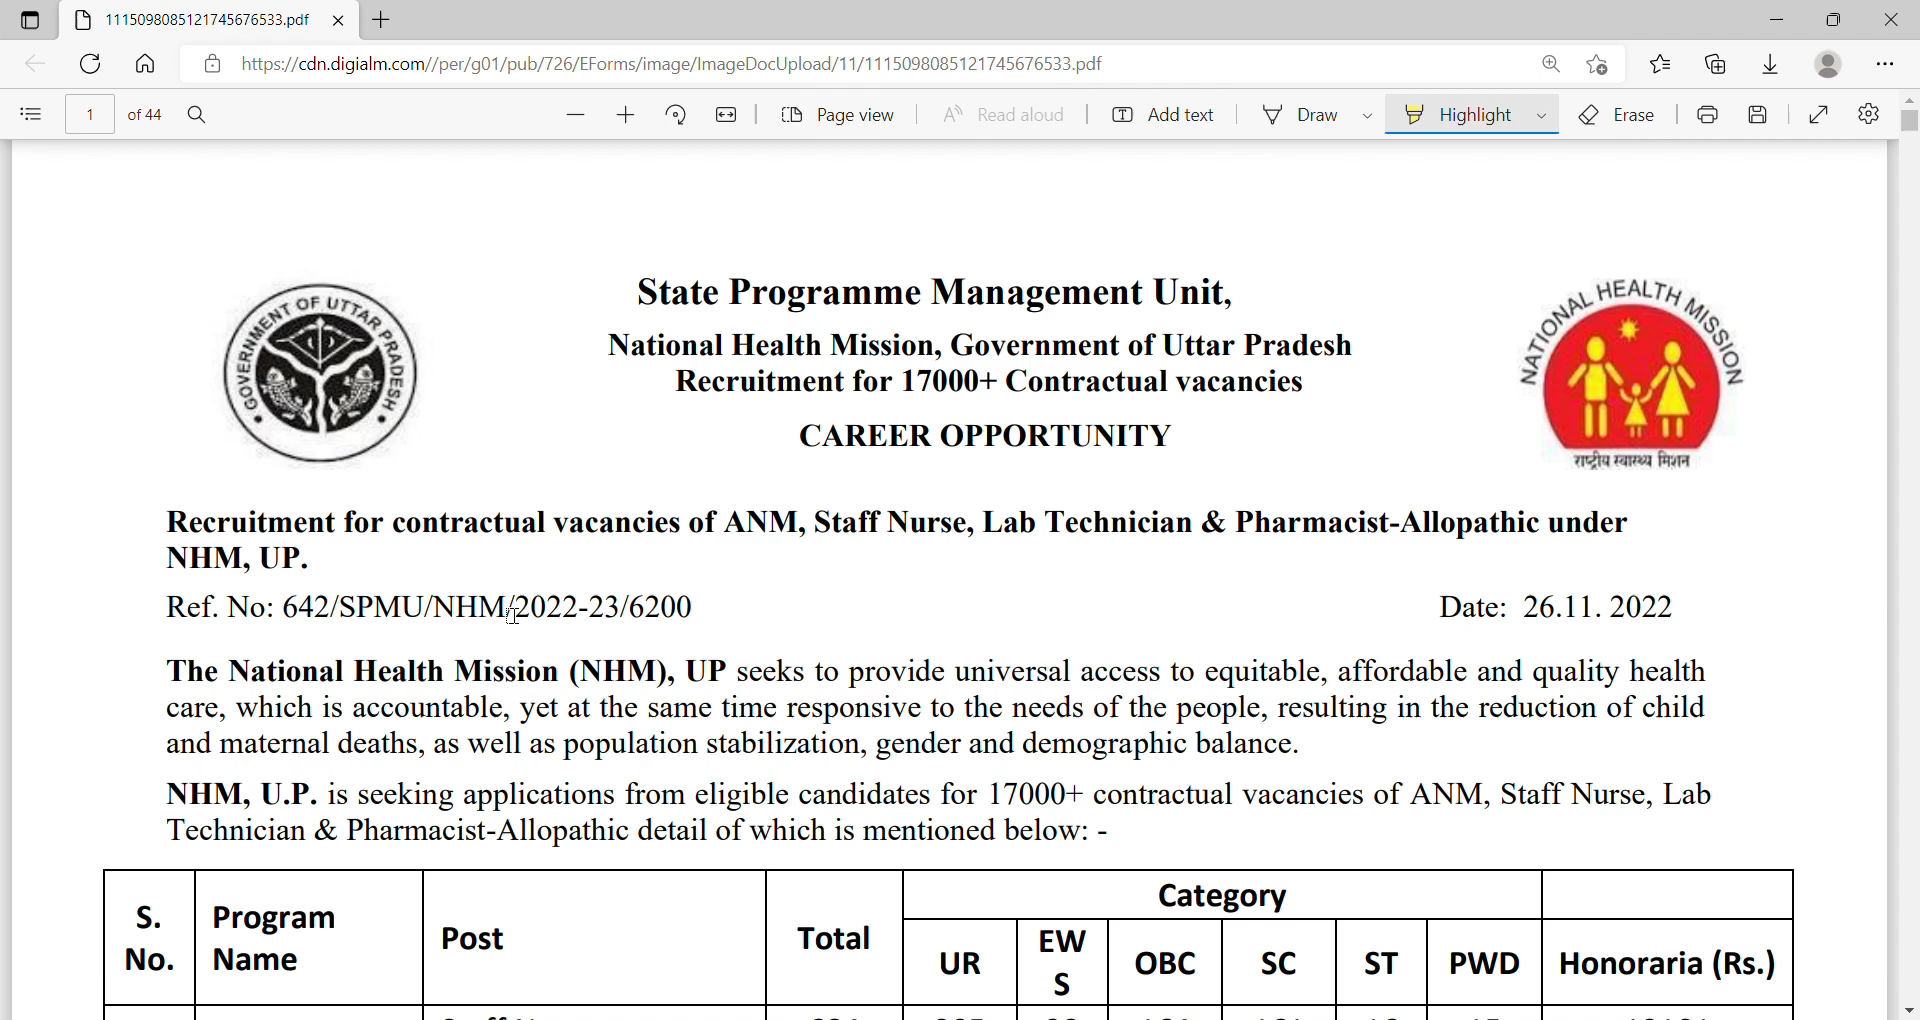 1115098085121745676533.pdf
https://cdn.digialm.com//per/g01/pub/726/EForms/image/ImageDocUpload/11/1115098085121745676533.pdf
1 of 44
Page view
Read aloud
Add text
Draw
Highlight
Erase
GOVERNMENT OF UTTAR PRADESH
State Programme Management Unit,
National Health Mission, Government of Uttar Pradesh
Recruitment for 17000+ Contractual vacancies
CAREER OPPORTUNITY
NATIONAL HEALTH MISSION
राष्ट्रीय स्वास्थ्य मिशन
Recruitment for contractual vacancies of ANM, Staff Nurse, Lab Technician & Pharmacist-Allopathic under
NHM, UP.
Ref. No: 642/SPMU/NHM/2022-23/6200 Date: 26.11. 2022
The National Health Mission (NHM), UP seeks to provide universal access to equitable, affordable and quality health
care, which is accountable, yet at the same time responsive to the needs of the people, resulting in the reduction of child
and maternal deaths, as well as population stabilization, gender and demographic balance.
NHM, U.P. is seeking applications from eligible candidates for 17000+ contractual vacancies of ANM, Staff Nurse, Lab
Technician & Pharmacist-Allopathic detail of which is mentioned below: -
S.
No.
Program
Name
Post
Total
Category
UR
EW
S
OBC
SC
ST
PWD
Honoraria (Rs.)